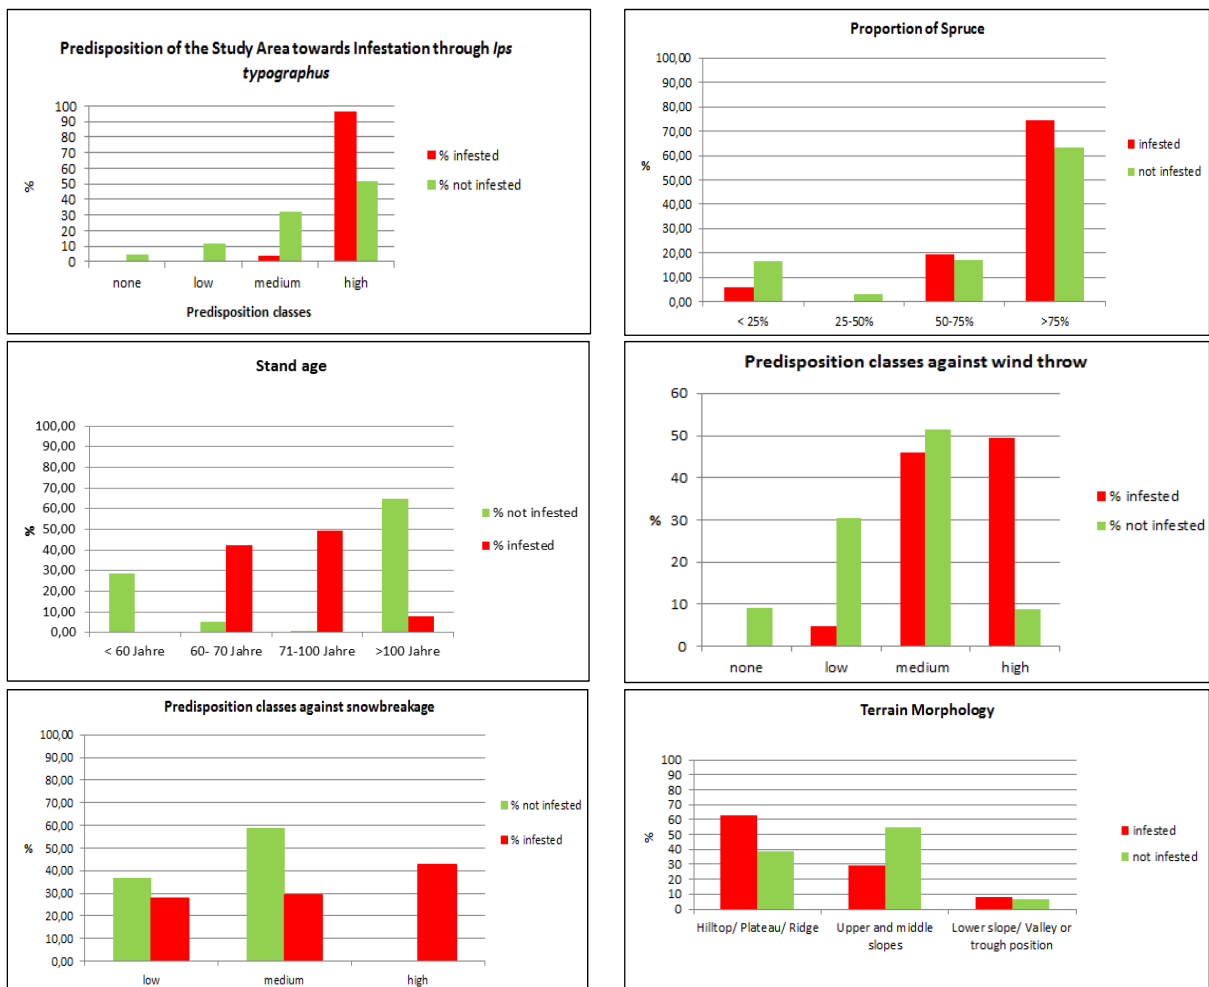 Predisposition of the Study Area towards Infestation through Ips
typographus
100
90
80
70
60
50
40
30
20
10
0
%
none low medium high
Predisposition classes
% infested
% not infested
Proportion of Spruce
100,00
90,00
80,00
70,00
60,00
50,00
40,00
30,00
20,00
10,00
0,00
%
< 25% 25-50% 50-75% >75%
infested
not infested
Stand age
100,00
90,00
80,00
70,00
60,00
50,00
40,00
30,00
20,00
10,00
0,00
%
< 60 Jahre 60- 70 Jahre 71-100 Jahre >100 Jahre
% not infested
% infested
Predisposition classes against wind throw
60
50
40
30
20
10
0
%
none low medium high
% infested
% not infested
Predisposition classes against snowbreakage
100,00
90,00
80,00
70,00
60,00
50,00
40,00
30,00
20,00
10,00
0,00
%
low medium high
% not infested
% infested
Terrain Morphology
100
90
80
70
60
50
40
30
20
10
0
%
Hilltop/ Plateau/ Ridge Upper and middle Lower slope/ Valley or
slopes trough position
infested
not infested